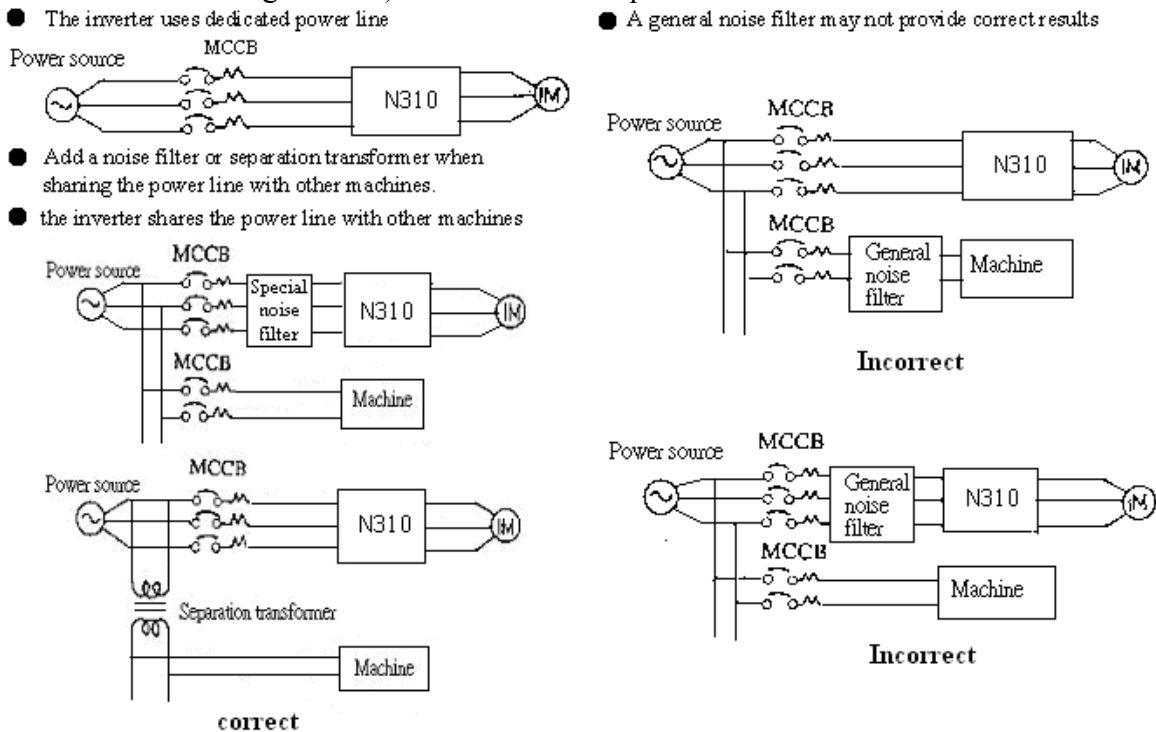 ● The inverter uses dedicated power line
Power source
MCCB
N310
IM
● Add a noise filter or separation transformer when
sharing the power line with other machines.
● the inverter shares the power line with other machines
MCCB
Power source
Special
noise
filter
N310
IM
MCCB
Machine
MCCB
Power source
N310
IM
Separation transformer
Machine
correct
● A general noise filter may not provide correct results
MCCB
Power source
N310
IM
MCCB
General
noise
filter
Machine
Incorrect
MCCB
Power source
General
noise
filter
N310
IM
MCCB
Machine
Incorrect